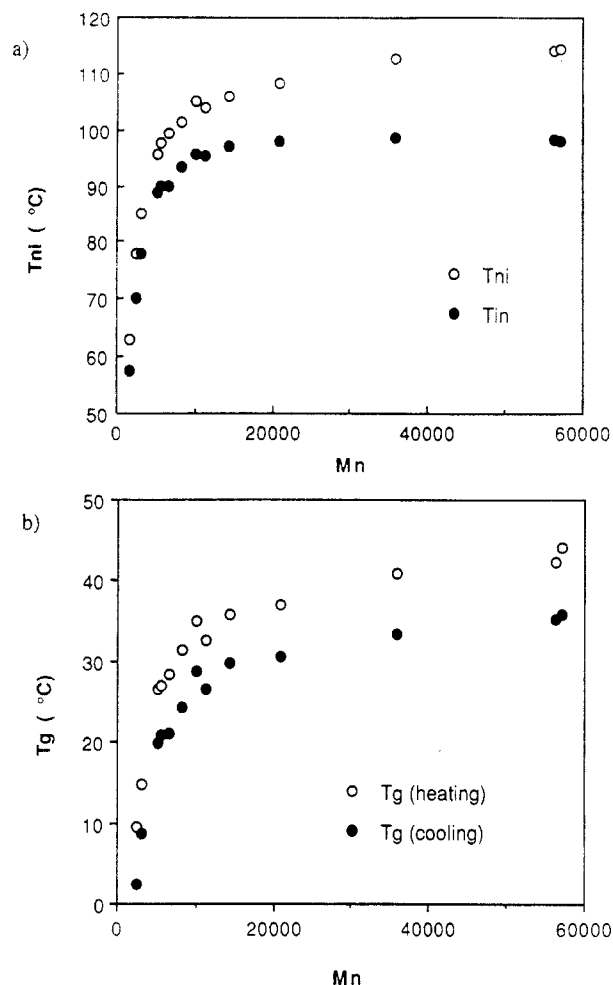 a)
120
110
100
90
80
70
60
50
Tni ( °C)
Tni
Tin
0 20000 40000 60000
Mn
b)
50
40
30
20
10
0
Tg ( °C)
Tg (heating)
Tg (cooling)
0 20000 40000 60000
Mn